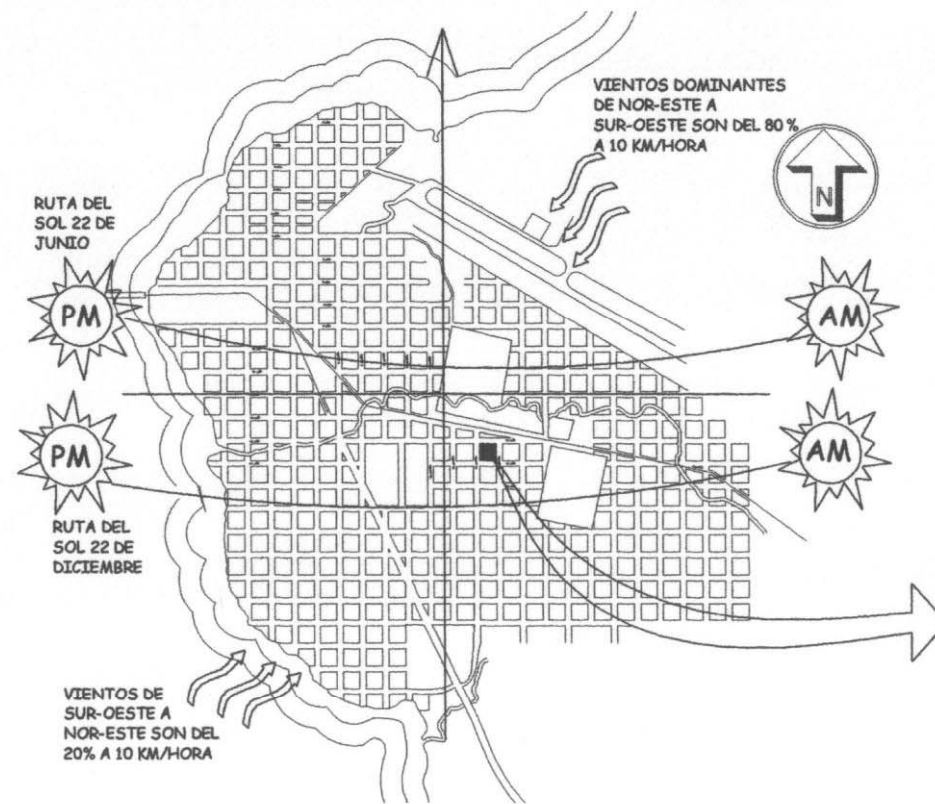 VIENTOS DOMINANTES
DE NOR-ESTE A
SUR-OESTE SON DEL 80 %
A 10 KM/HORA
N
RUTA DEL
SOL 22 DE
JUNIO
PM
AM
PM
AM
RUTA DEL
SOL 22 DE
DICIEMBRE
VIENTOS DE
SUR-OESTE A
NOR-ESTE SON DEL
20% A 10 KM/HORA